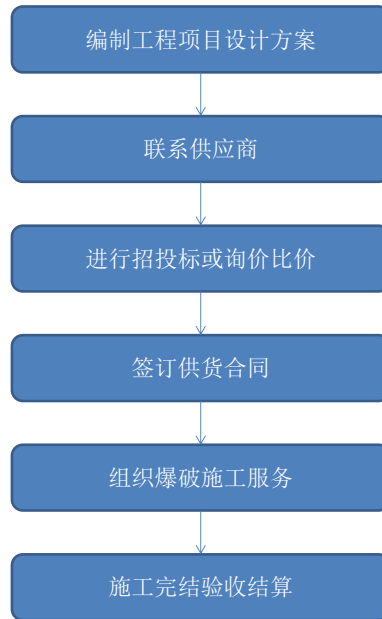 编制工程项目设计方案
联系供应商
进行招投标或询价比价
签订供货合同
组织爆破施工服务
施工完结验收结算